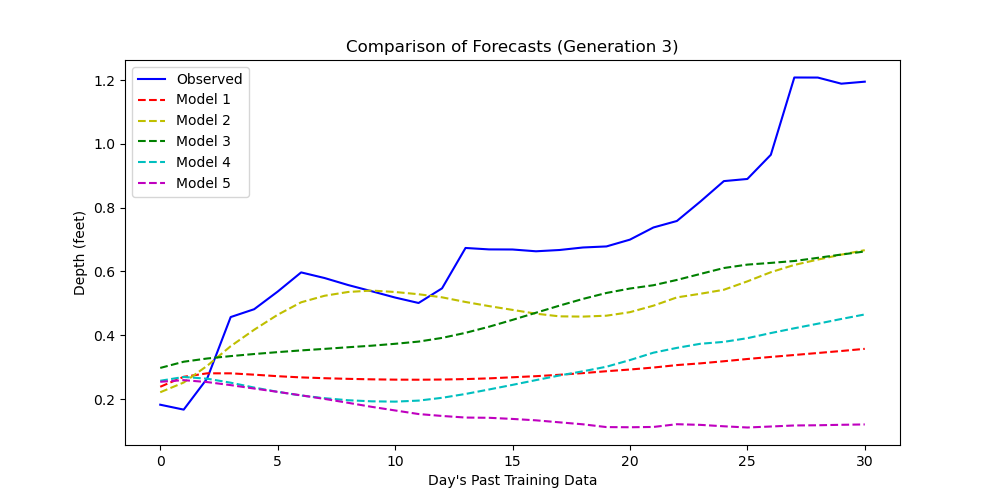 Comparison of Forecasts (Generation 3)
Observed
Model 1
Model 2
Model 3
Model 4
Model 5
Depth (feet)
1.2
1.0
0.8
0.6
0.4
0.2
0 5 10 15 20 25 30
Day's Past Training Data